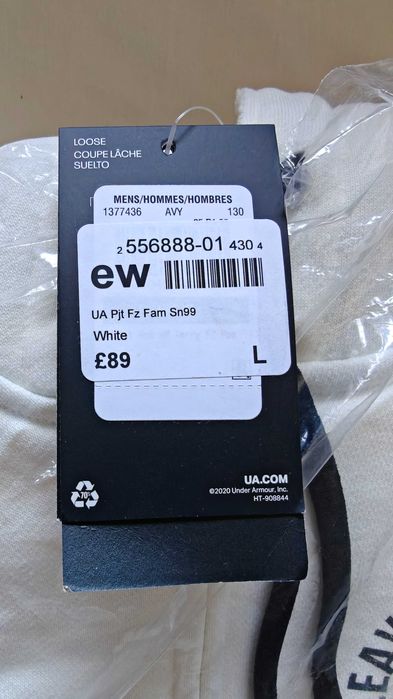 LOOSE
COUPE LÂCHE
SUELTO
MENS/HOMMES/HOMBRES
1377436 AVY 130
2 556888-01 430 4
ew
UA Pjt Fz Fam Sn99
White
£89 L
70%
UA.COM
©2020 Under Armour, Inc.
HT-908844